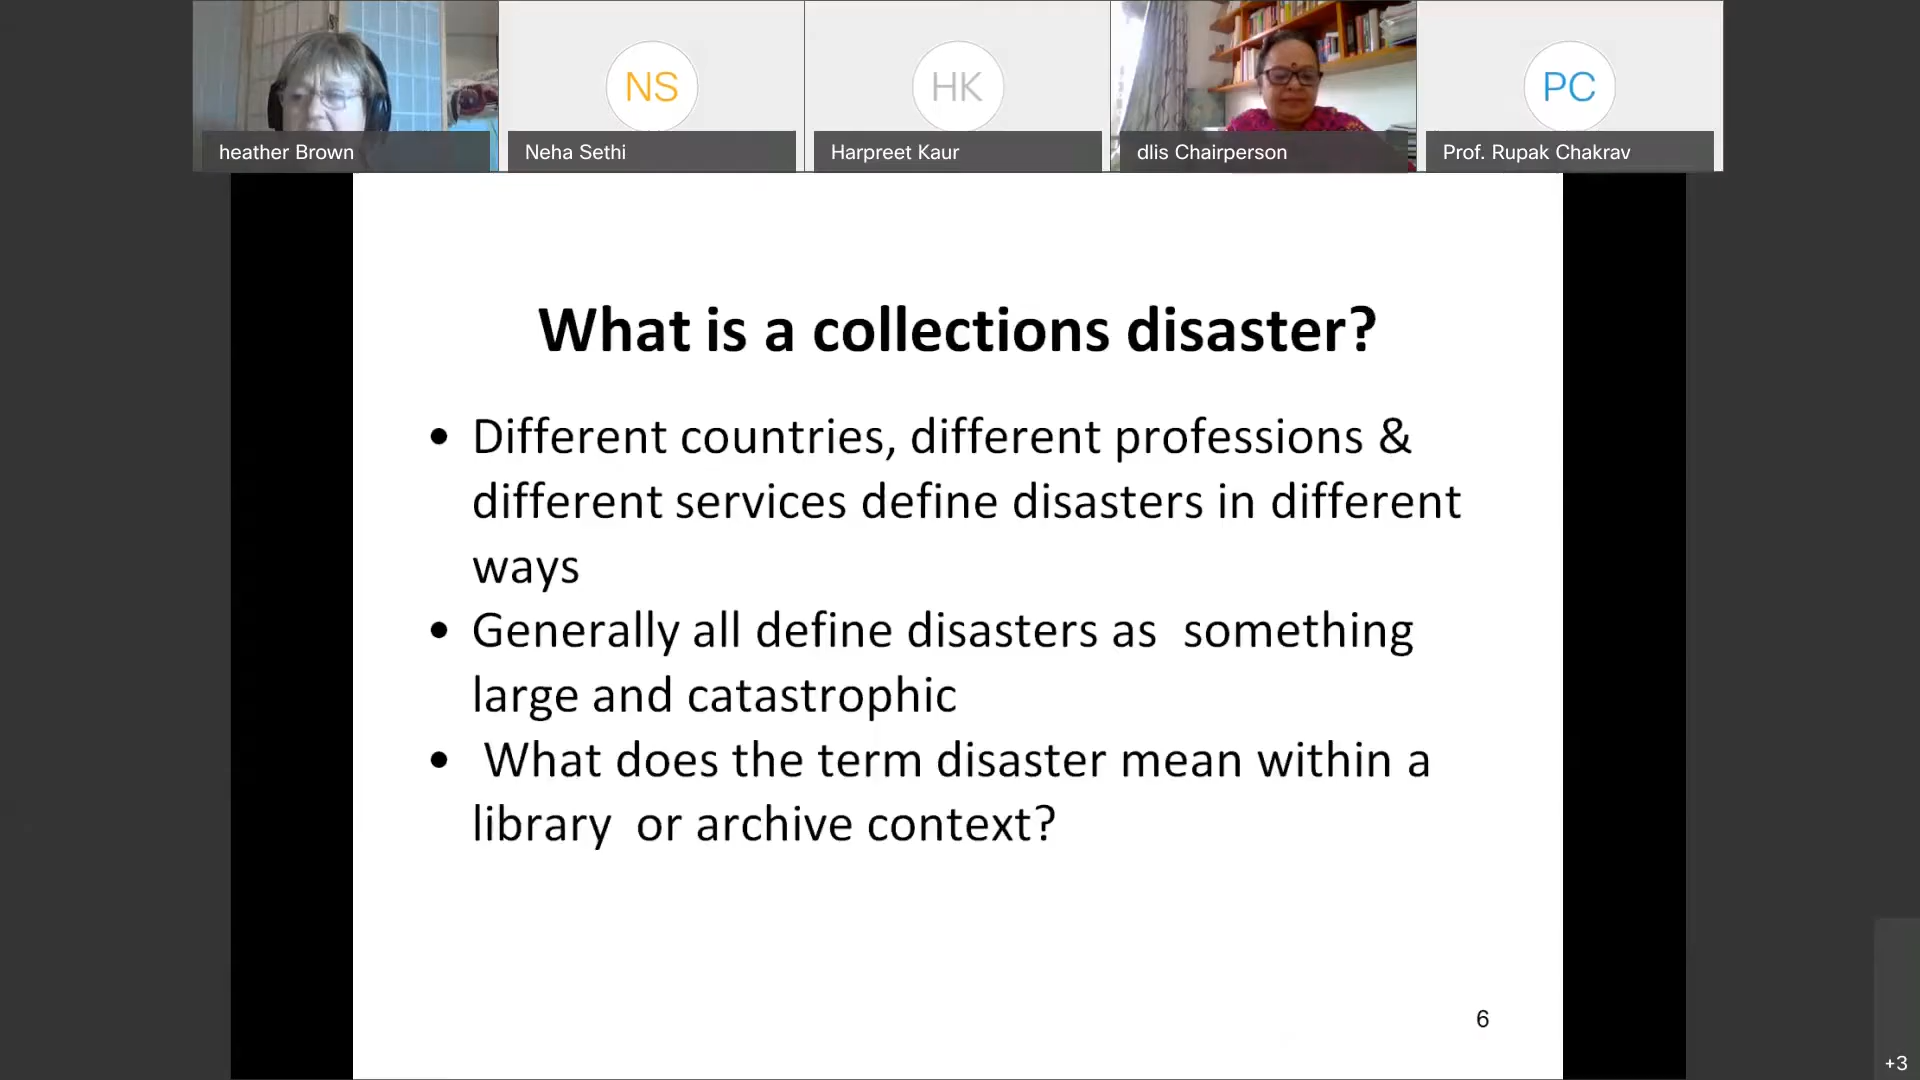 NS
HK
PC
heather Brown
Neha Sethi
Harpreet Kaur
dlis Chairperson
Prof. Rupak Chakrav
What is a collections disaster?
• Different countries, different professions &
different services define disasters in different
ways
• Generally all define disasters as  something
large and catastrophic
•  What does the term disaster mean within a
library  or archive context?
6
+3